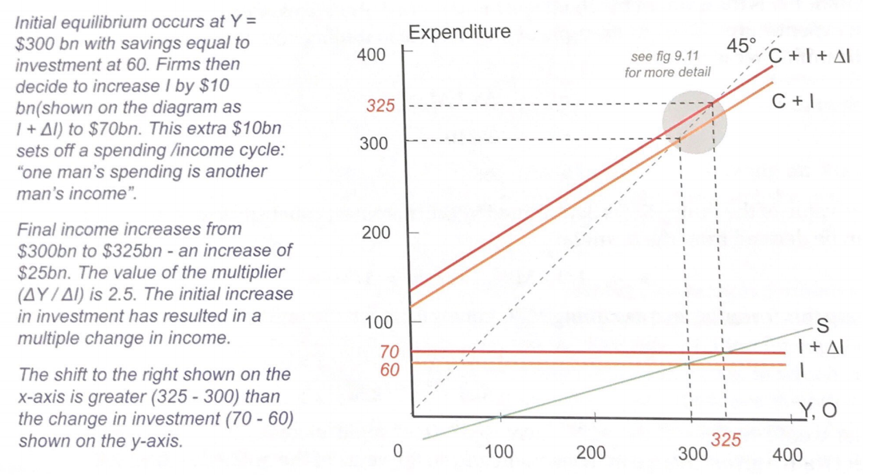 Initial equilibrium occurs at Y =
$300 bn with savings equal to
investment at 60. Firms then
decide to increase I by $10
bn(shown on the diagram as
I + ΔI) to $70bn. This extra $10bn
sets off a spending /income cycle:
"one man's spending is another
man's income".
Final income increases from
$300bn to $325bn - an increase of
$25bn. The value of the multiplier
(ΔY / ΔI) is 2.5. The initial increase
in investment has resulted in a
multiple change in income.
The shift to the right shown on the
x-axis is greater (325 - 300) than
the change in investment (70 - 60)
shown on the y-axis.
Expenditure
400
325
300
200
100
70
60
see fig 9.11
for more detail
45°
C + I + ΔI
C + I
S
I + ΔI
I
Y, O
0
100
200
300
325
400